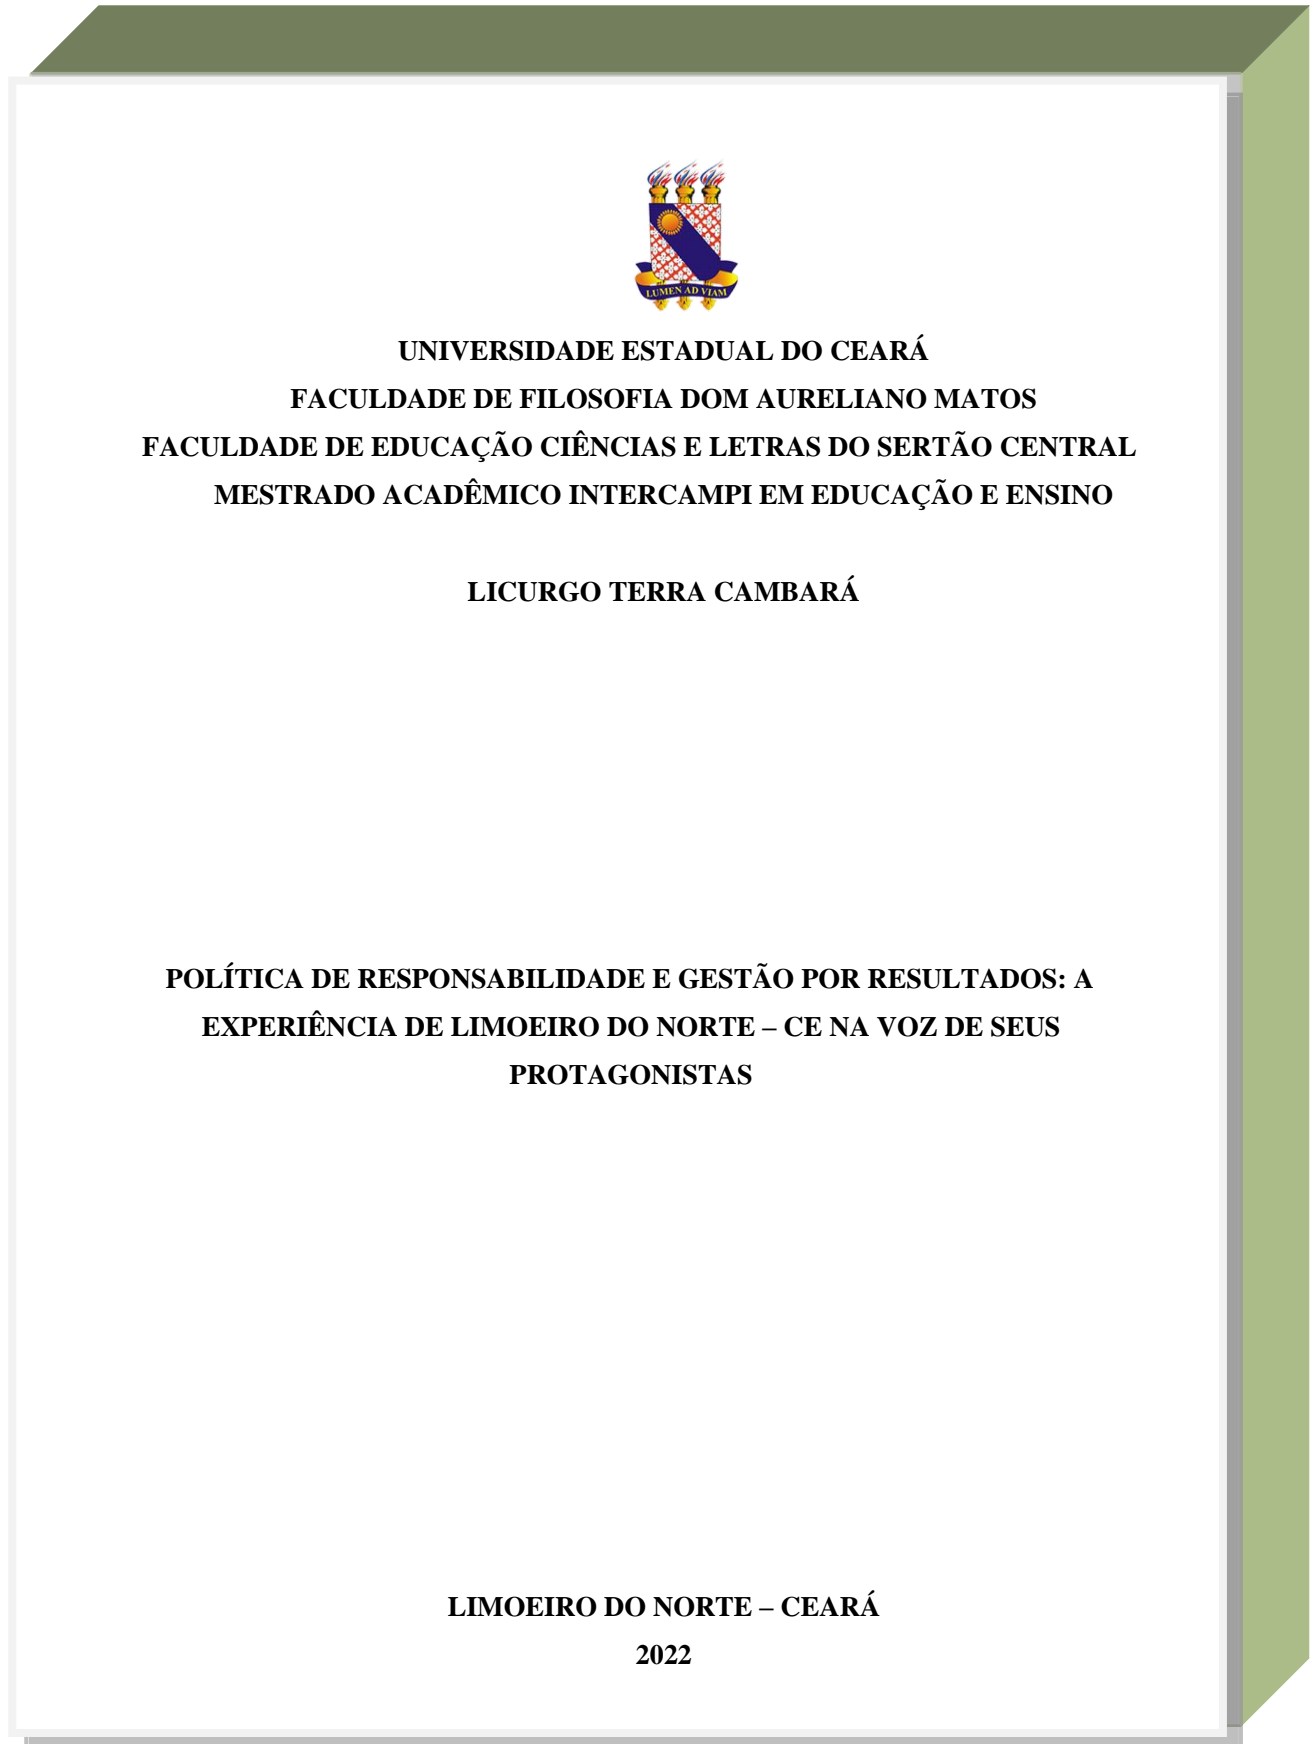 LUMEN AD VIAM
UNIVERSIDADE ESTADUAL DO CEARÁ
FACULDADE DE FILOSOFIA DOM AURELIANO MATOS
FACULDADE DE EDUCAÇÃO CIÊNCIAS E LETRAS DO SERTÃO CENTRAL
MESTRADO ACADÊMICO INTERCAMPI EM EDUCAÇÃO E ENSINO
LICURGO TERRA CAMBARÁ
POLÍTICA DE RESPONSABILIDADE E GESTÃO POR RESULTADOS: A
EXPERIÊNCIA DE LIMOEIRO DO NORTE – CE NA VOZ DE SEUS
PROTAGONISTAS
LIMOEIRO DO NORTE – CEARÁ
2022